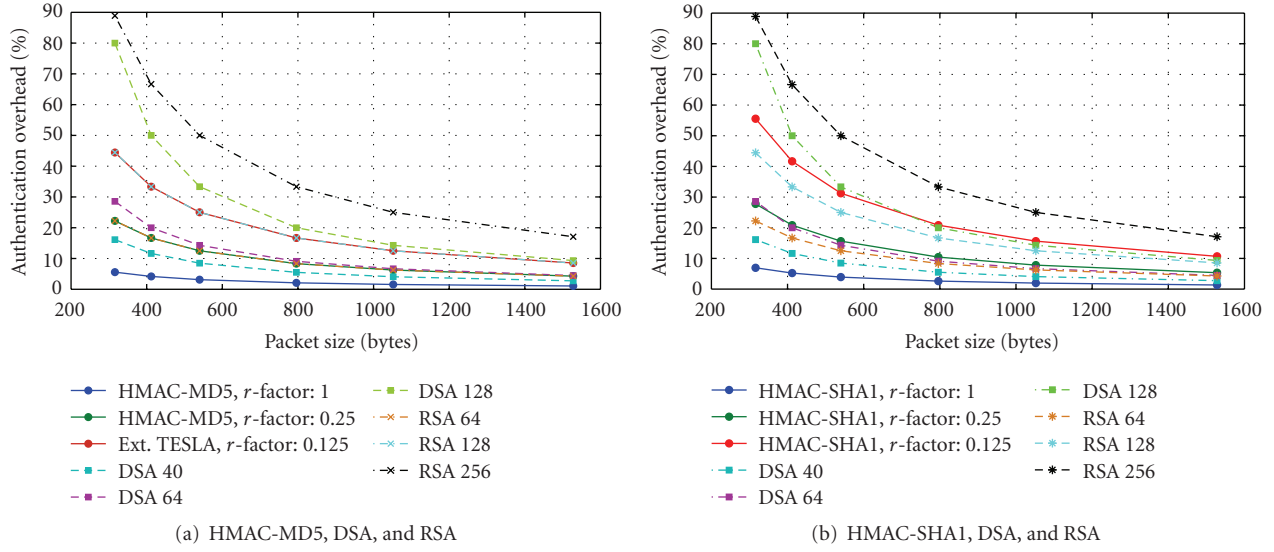 90
80
70
60
50
40
30
20
10
0
Authentication overhead (%)
200 400 600 800 1000 1200 1400 1600
Packet size (bytes)
HMAC-MD5, r-factor: 1
HMAC-MD5, r-factor: 0.25
Ext. TESLA, r-factor: 0.125
DSA 40
DSA 64
DSA 128
RSA 64
RSA 128
RSA 256
(a) HMAC-MD5, DSA, and RSA
90
80
70
60
50
40
30
20
10
0
Authentication overhead (%)
200 400 600 800 1000 1200 1400 1600
Packet size (bytes)
HMAC-SHA1, r-factor: 1
HMAC-SHA1, r-factor: 0.25
HMAC-SHA1, r-factor: 0.125
DSA 40
DSA 64
DSA 128
RSA 64
RSA 128
RSA 256
(b) HMAC-SHA1, DSA, and RSA